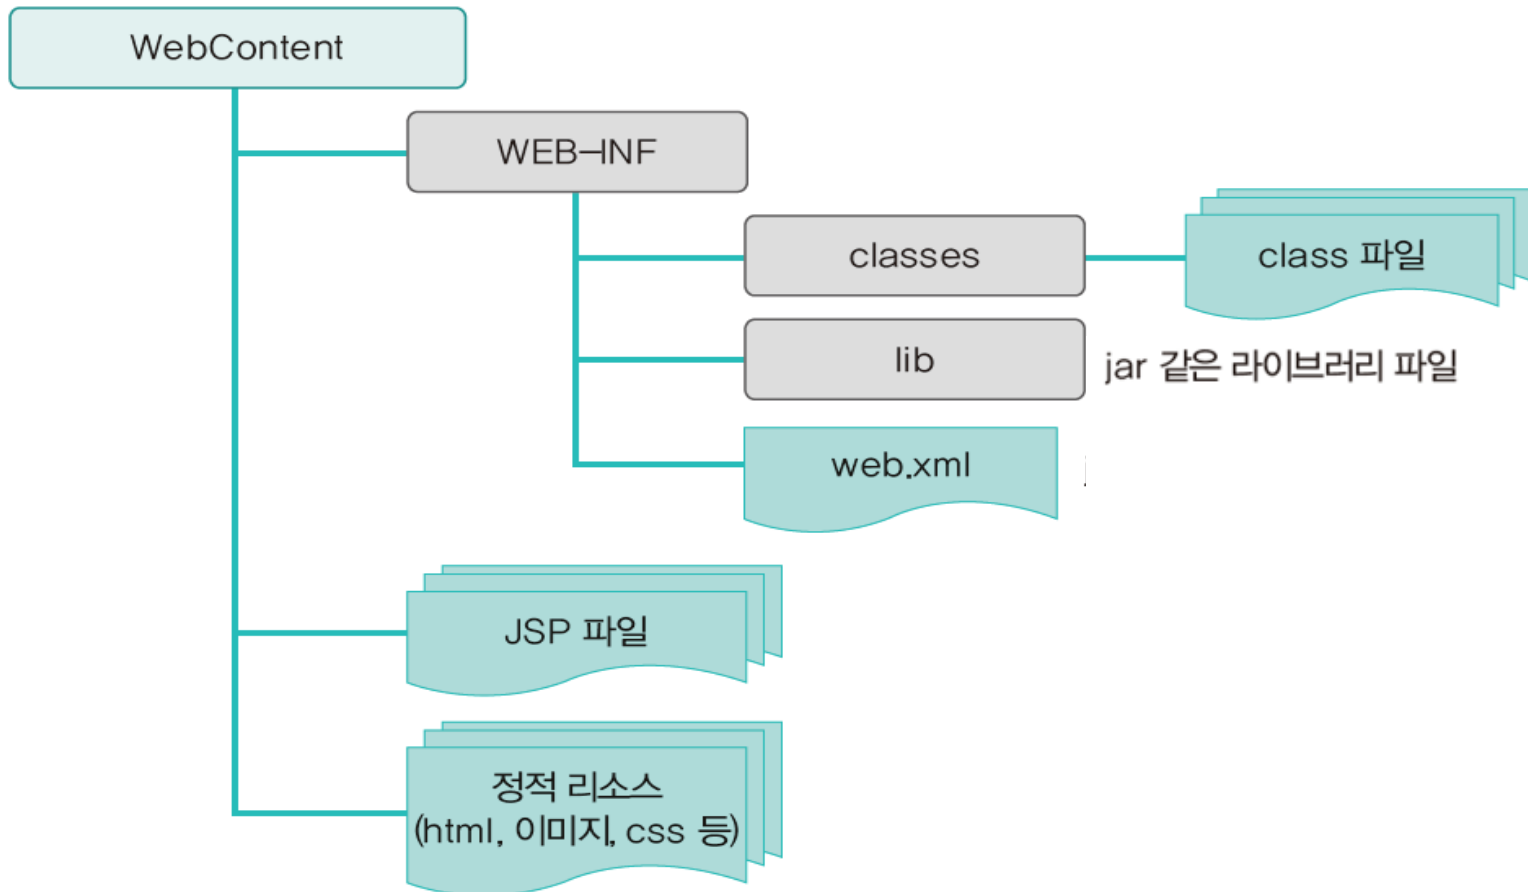 WebContent
WEB-INF
classes
class 파일
lib
jar 같은 라이브러리 파일
web.xml
JSP 파일
정적 리소스
(html, 이미지, css 등)